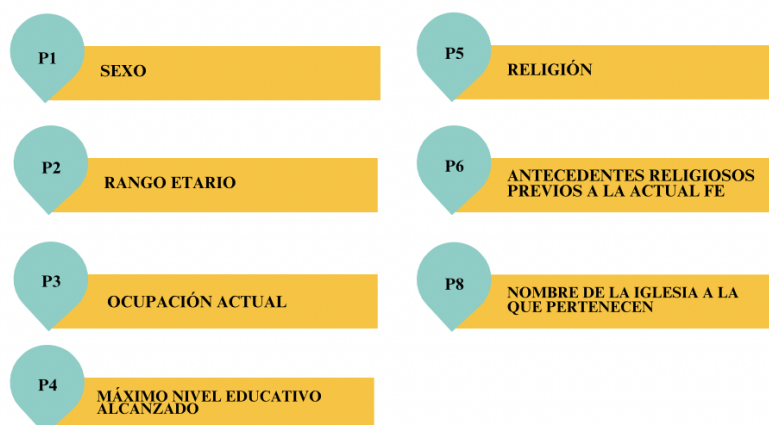 P1
SEXO
P2
RANGO ETARIO
P3
OCUPACIÓN ACTUAL
P4
MÁXIMO NIVEL EDUCATIVO
ALCANZADO
P5
RELIGIÓN
P6
ANTECEDENTES RELIGIOSOS
PREVIOS A LA ACTUAL FE
P8
NOMBRE DE LA IGLESIA A LA
QUE PERTENECEN